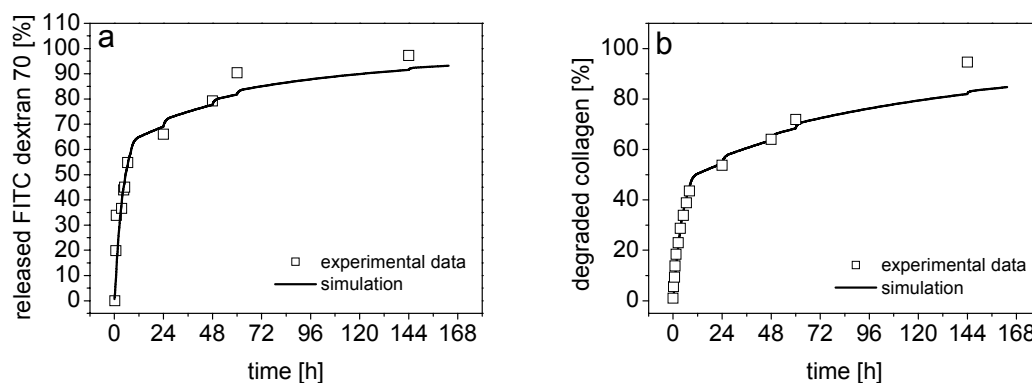 a
released FITC dextran 70 [%]
110
100
90
80
70
60
50
40
30
20
10
0
experimental data
simulation
0 24 48 72 96 120 144 168
time [h]
b
degraded collagen [%]
100
80
60
40
20
0
experimental data
simulation
0 24 48 72 96 120 144 168
time [h]